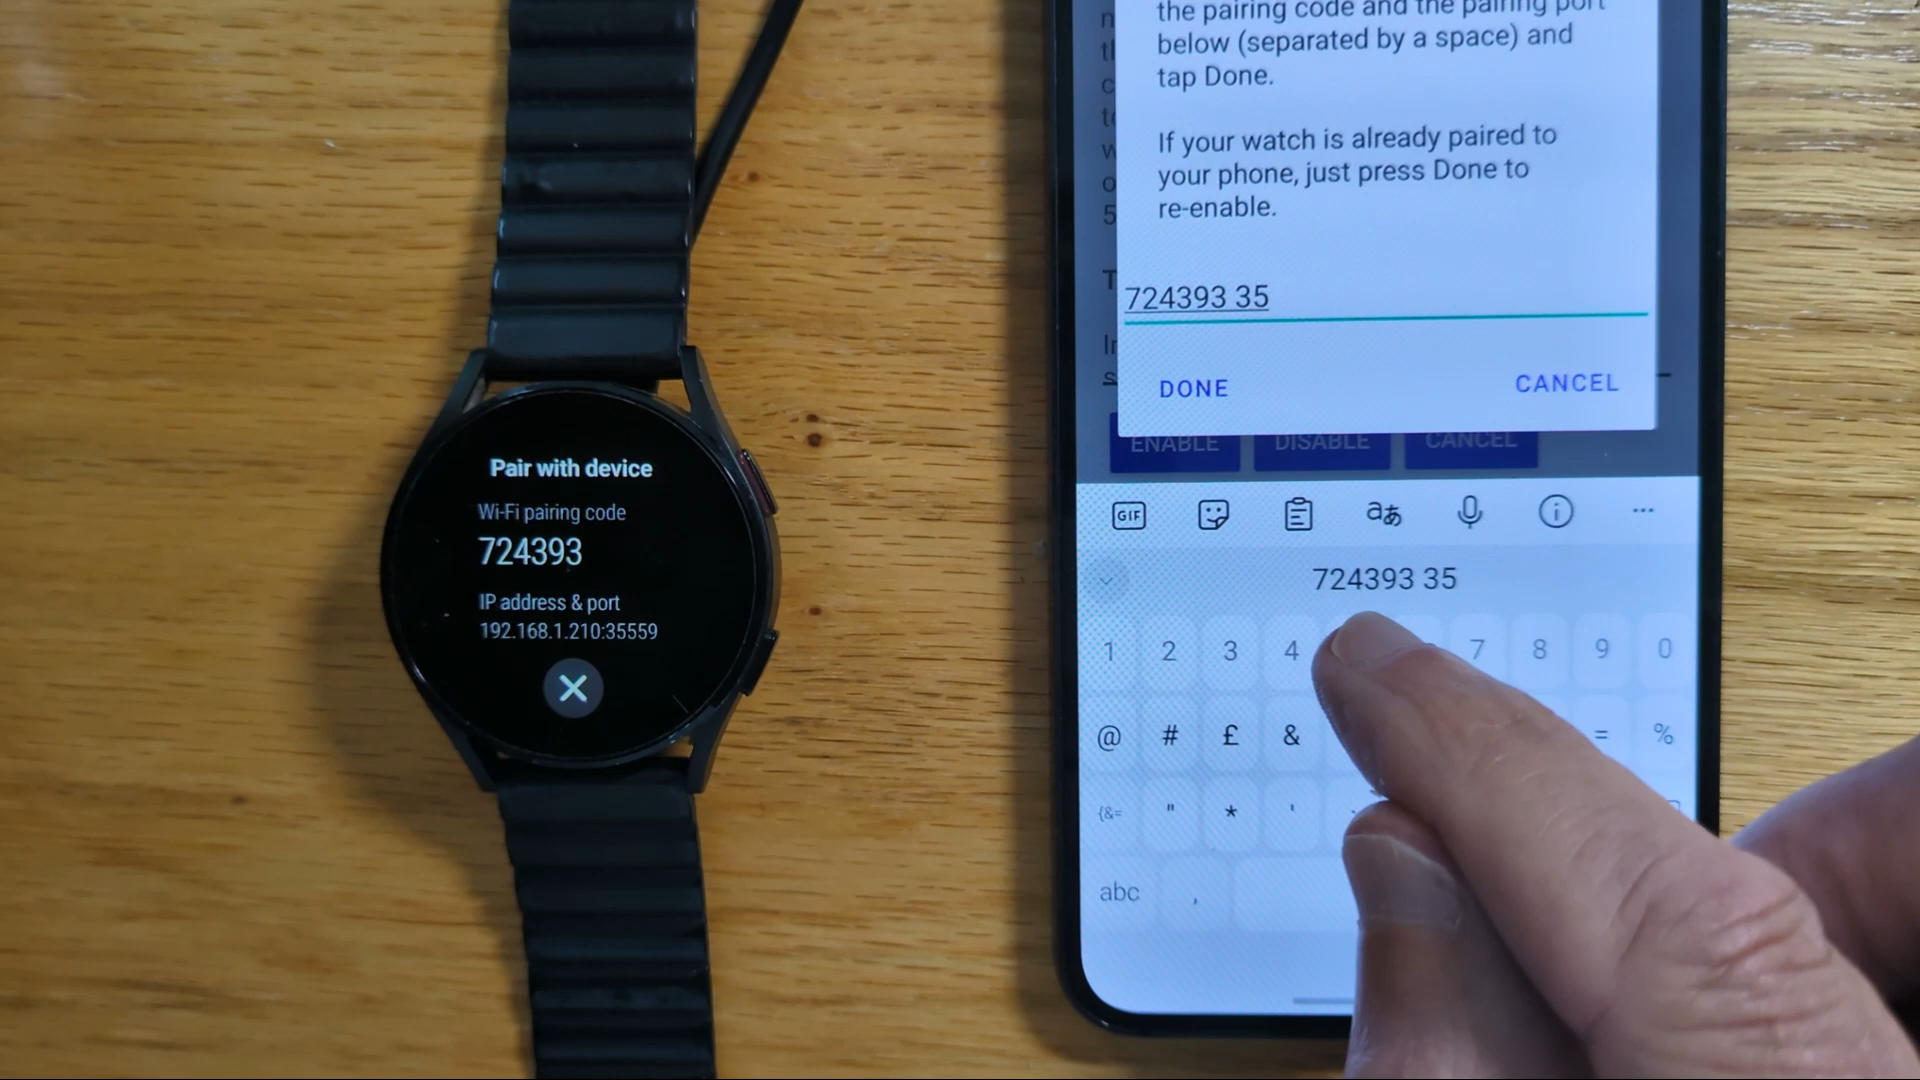 Pair with device
Wi-Fi pairing code
724393
IP address & port
192.168.1.210:35559
the pairing code and the pairing port
below (separated by a space) and
tap Done.
If your watch is already paired to
your phone, just press Done to
re-enable.
724393 35
DONE CANCEL
ENABLE DISABLE CANCEL
GIF
724393 35
1 2 3 4 7 8 9 0
@ # £ & = %
{&= " * '
abc ,